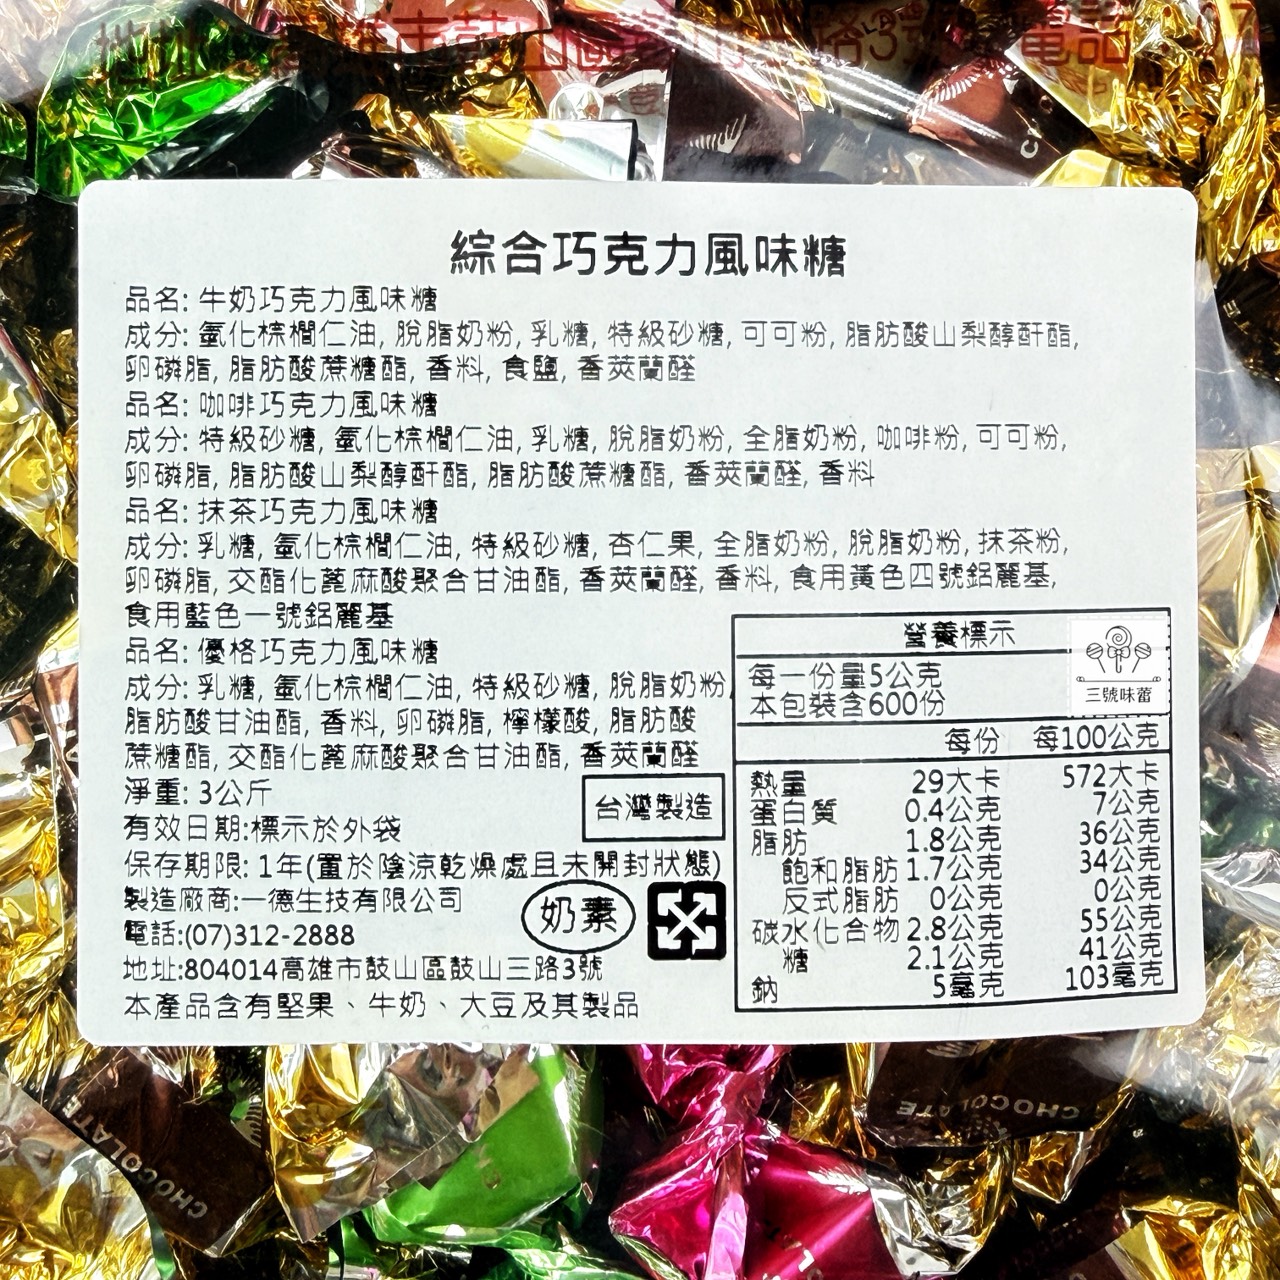 綜合巧克力風味糖
品名: 牛奶巧克力風味糖
成分: 氫化棕櫚仁油, 脫脂奶粉, 乳糖, 特級砂糖, 可可粉, 脂肪酸山梨醇酐酯,
卵磷脂, 脂肪酸蔗糖酯, 香料, 食鹽, 香莢蘭醛
品名: 咖啡巧克力風味糖
成分: 特級砂糖, 氫化棕櫚仁油, 乳糖, 脫脂奶粉, 全脂奶粉, 咖啡粉, 可可粉,
卵磷脂, 脂肪酸山梨醇酐酯, 脂肪酸蔗糖酯, 香莢蘭醛, 香料
品名: 抹茶巧克力風味糖
成分: 乳糖, 氫化棕櫚仁油, 特級砂糖, 杏仁果, 全脂奶粉, 脫脂奶粉, 抹茶粉,
卵磷脂, 交酯化蓖麻酸聚合甘油酯, 香莢蘭醛, 香料, 食用黃色四號鋁麗基,
食用藍色一號鋁麗基
品名: 優格巧克力風味糖
成分: 乳糖, 氫化棕櫚仁油, 特級砂糖, 脫脂奶粉,
脂肪酸甘油酯, 香料, 卵磷脂, 檸檬酸, 脂肪酸
蔗糖酯, 交酯化蓖麻酸聚合甘油酯, 香莢蘭醛
淨重: 3公斤
有效日期:標示於外袋
保存期限: 1年(置於陰涼乾燥處且未開封狀態)
製造廠商:一德生技有限公司
電話:(07)312-2888
地址:804014高雄市鼓山區鼓山三路3號
本產品含有堅果、牛奶、大豆及其製品
台灣製造
奶素
營養標示
三號味蕾
每一份量5公克
本包裝含600份
每份 每100公克
熱量 29大卡 572大卡
蛋白質 0.4公克 7公克
脂肪 1.8公克 36公克
飽和脂肪 1.7公克 34公克
反式脂肪 0公克 0公克
碳水化合物 2.8公克 55公克
糖 2.1公克 41公克
鈉 5毫克 103毫克
CHOCOLATE
CHOCOLATE